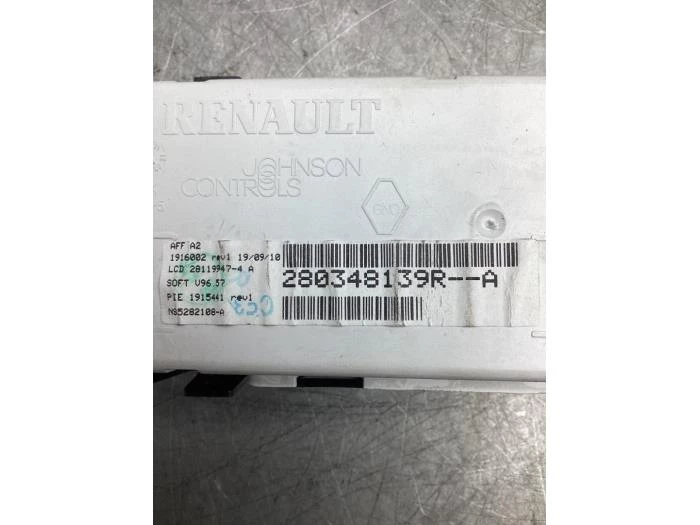 RENAULT
JOHNSON
CONTROLS
GND
AFF A2
1916002 rev1 19/09/10
LCD 28119947-4 A
SOFT V96.57
280348139R--A
PIE 1915441 rev1
NS5282108-A